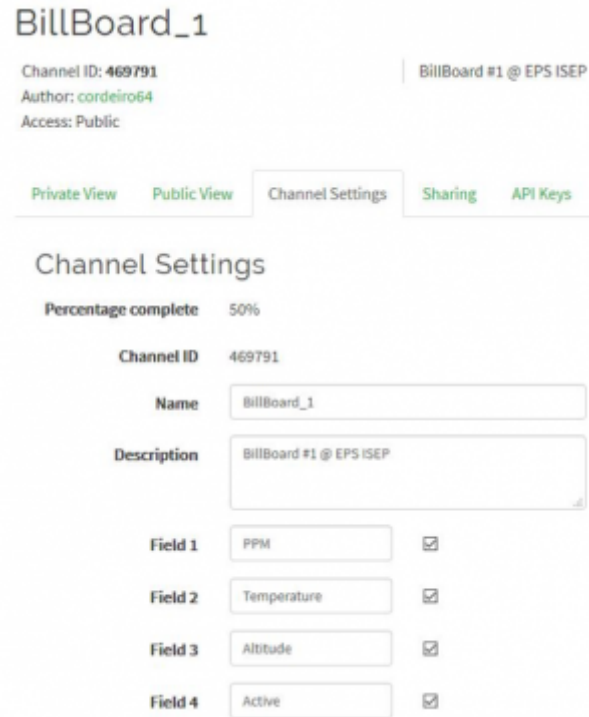 BillBoard_1
Channel ID: 469791
BillBoard #1 @ EPS ISEP
Author: cordeiro64
Access: Public
Private View Public View Channel Settings Sharing API Keys
Channel Settings
Percentage complete 50%
Channel ID 469791
Name BillBoard_1
Description BillBoard #1 @ EPS ISEP
Field 1 PPM
Field 2 Temperature
Field 3 Altitude
Field 4 Active